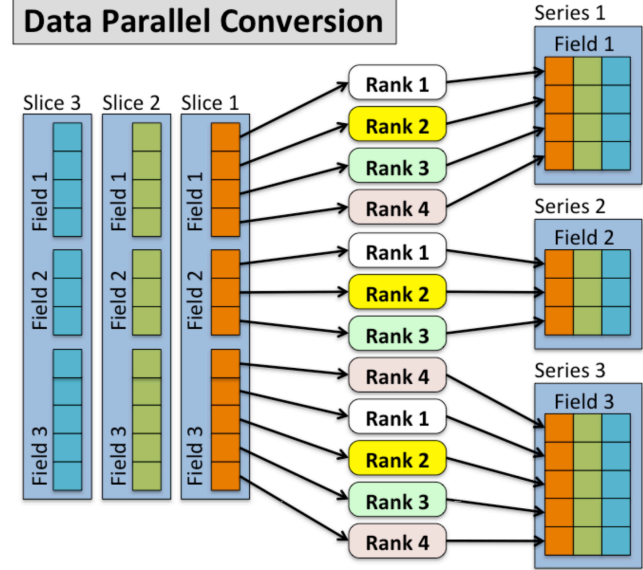 Data Parallel Conversion
Slice 3
Slice 2
Slice 1
Field 1
Field 2
Field 3
Field 1
Field 2
Field 3
Field 1
Field 2
Field 3
Rank 1
Rank 2
Rank 3
Rank 4
Rank 1
Rank 2
Rank 3
Rank 4
Rank 1
Rank 2
Rank 3
Rank 4
Series 1
Field 1
Series 2
Field 2
Series 3
Field 3